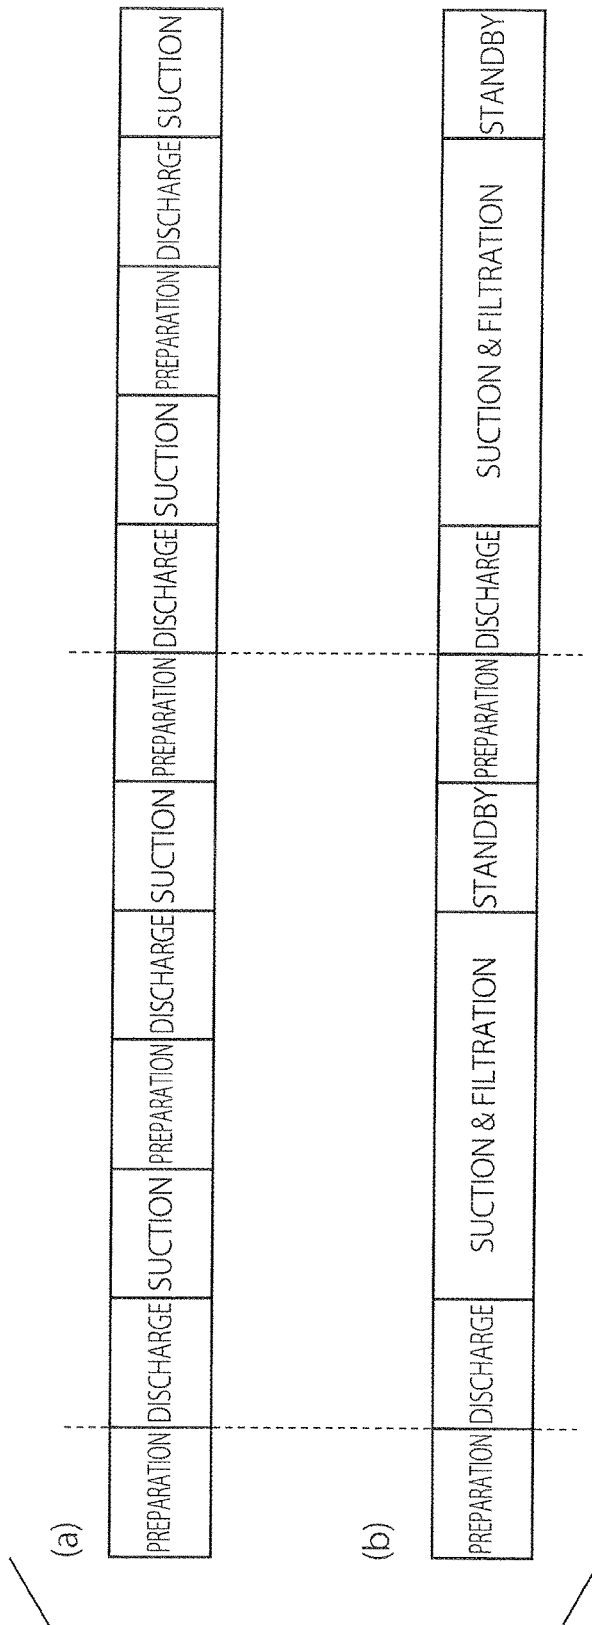 (a)
PREPARATION
DISCHARGE
SUCTION
PREPARATION
DISCHARGE
SUCTION
PREPARATION
DISCHARGE
SUCTION
PREPARATION
DISCHARGE
SUCTION
(b)
PREPARATION
DISCHARGE
SUCTION & FILTRATION
STANDBY
PREPARATION
DISCHARGE
SUCTION & FILTRATION
STANDBY